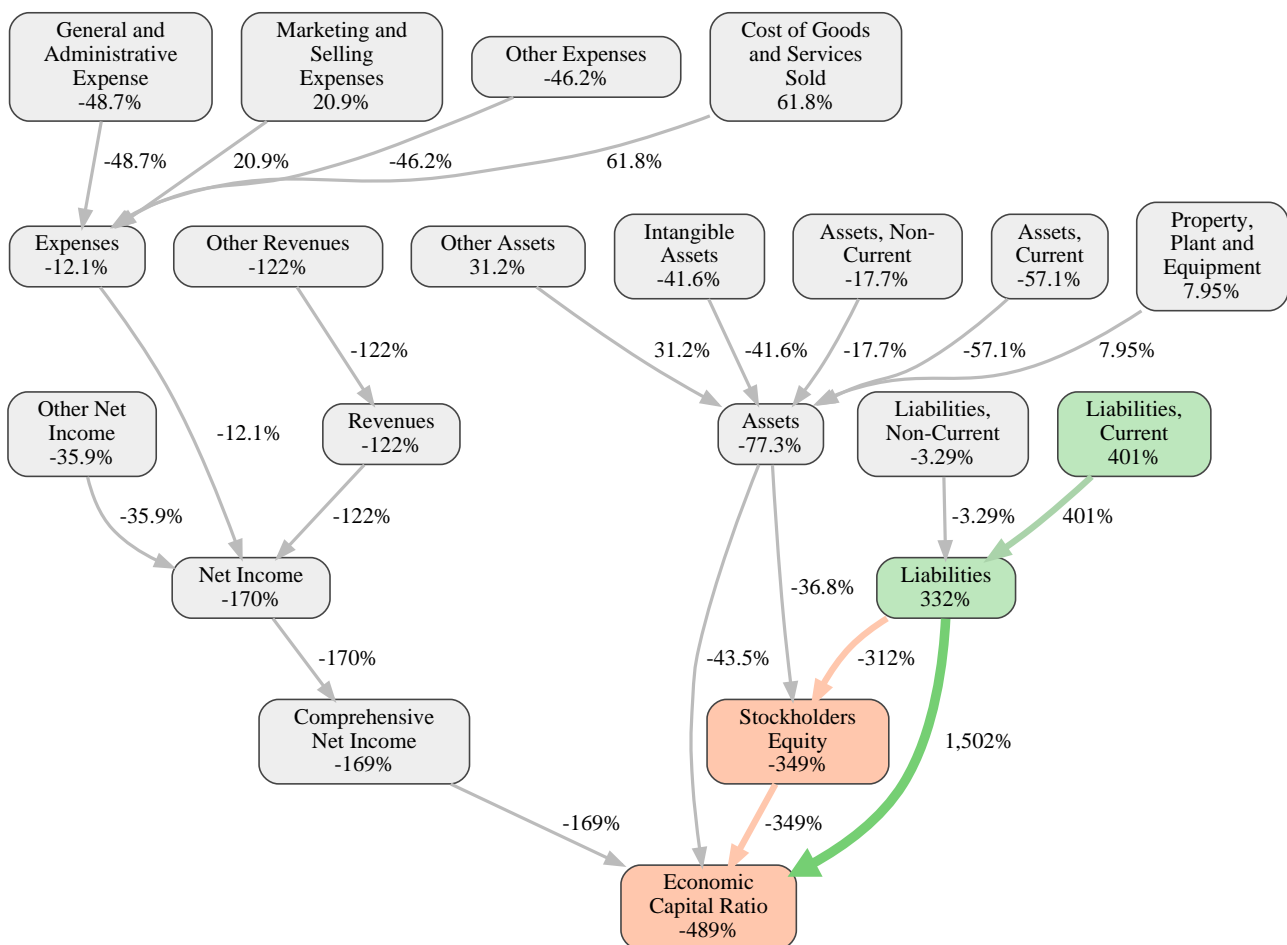 General and
Administrative
Expense
-48.7%
Marketing and
Selling
Expenses
20.9%
Other Expenses
-46.2%
Cost of Goods
and Services
Sold
61.8%
-48.7%
20.9%
-46.2%
61.8%
Expenses
-12.1%
Other Revenues
-122%
Other Assets
31.2%
Intangible
Assets
-41.6%
Assets, Non-
Current
-17.7%
Assets,
Current
-57.1%
Property,
Plant and
Equipment
7.95%
-122%
31.2%
-41.6%
-17.7%
-57.1%
7.95%
Other Net
Income
-35.9%
-12.1%
Revenues
-122%
Assets
-77.3%
Liabilities,
Non-Current
-3.29%
Liabilities,
Current
401%
-35.9%
-122%
-3.29%
401%
Net Income
-170%
-36.8%
Liabilities
332%
-170%
-43.5%
-312%
Comprehensive
Net Income
-169%
Stockholders
Equity
-349%
1,502%
-169%
-349%
Economic
Capital Ratio
-489%